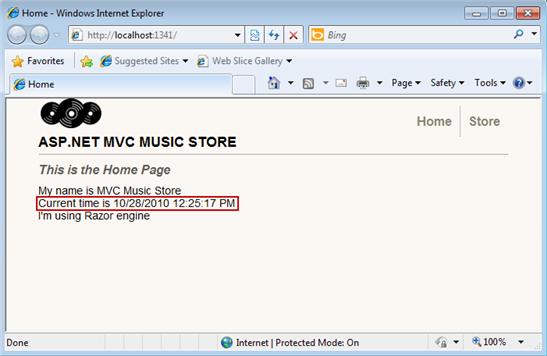 Home - Windows Internet Explorer
http://localhost:1341/
Bing
Favorites
Suggested Sites
Web Slice Gallery
Home
Page
Safety
Tools
ASP.NET MVC MUSIC STORE
Home
Store
This is the Home Page
My name is MVC Music Store
Current time is 10/28/2010 12:25:17 PM
I'm using Razor engine
Done
Internet | Protected Mode: On
100%